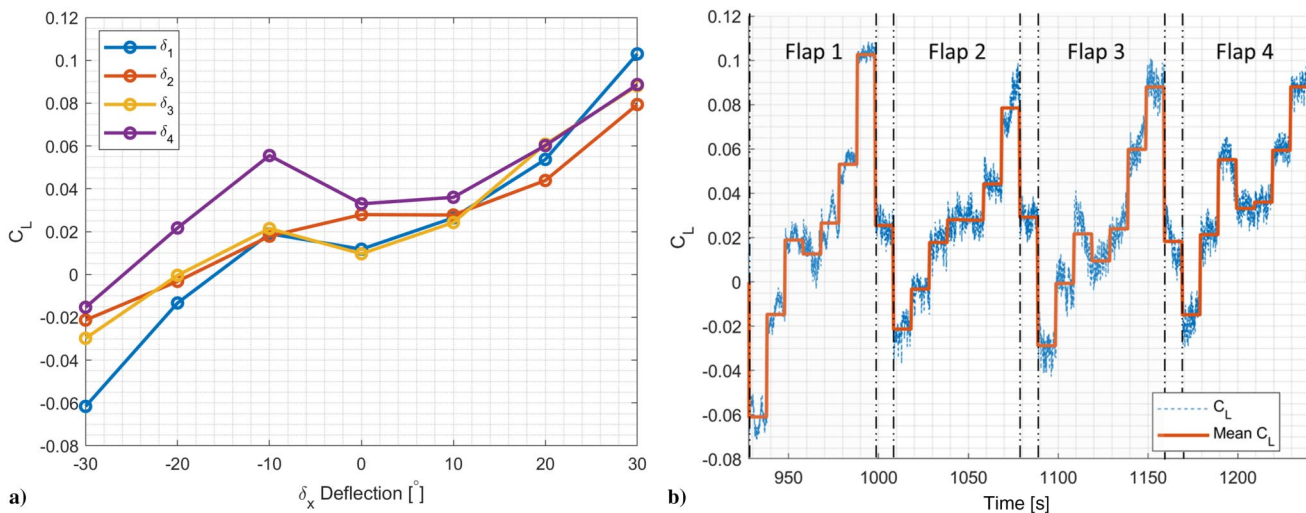 0.12
0.1
0.08
0.06
0.04
0.02
0
-0.02
-0.04
-0.06
-0.08
C_L
δ_1
δ_2
δ_3
δ_4
-30 -20 -10 0 10 20 30
δ_x Deflection [°]
a)
0.12
0.10
0.08
0.06
0.04
0.02
0
-0.02
-0.04
-0.06
-0.08
C_L
Flap 1 Flap 2 Flap 3 Flap 4
C_L
Mean C_L
950 1000 1050 1100 1150 1200
Time [s]
b)